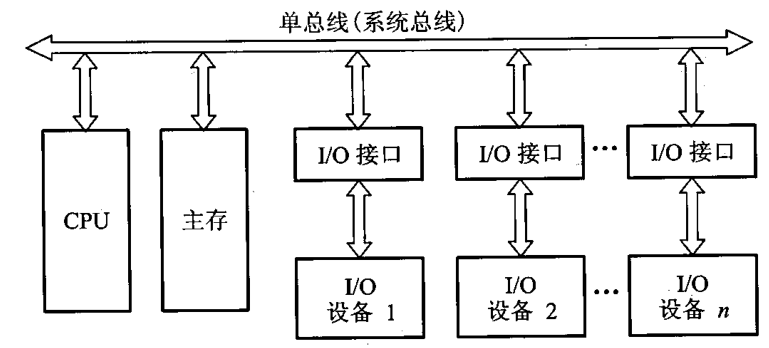 单总线(系统总线)
CPU
主存
I/O 接口
I/O 接口
···
I/O 接口
I/O
设备 1
I/O
设备 2
···
I/O
设备 n